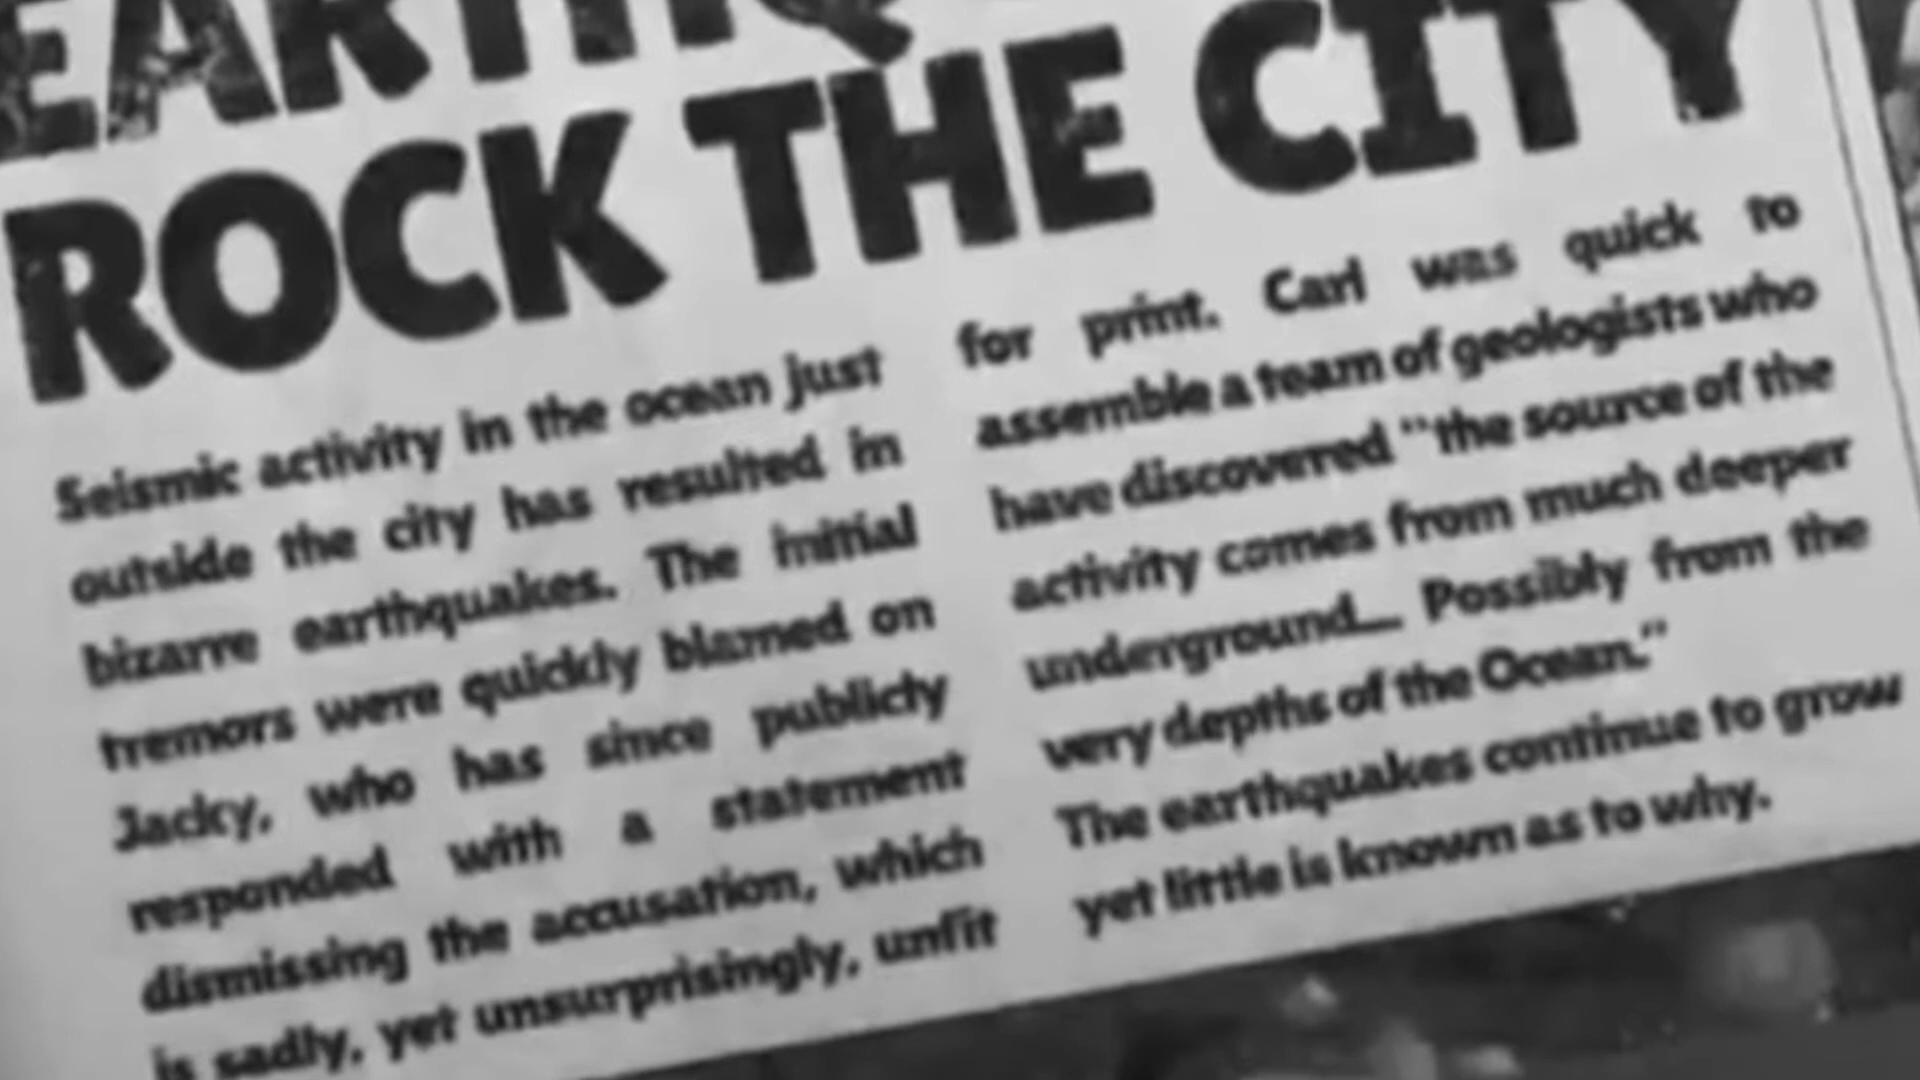 EARTHQ
ROCK THE CITY
Seismic activity in the ocean just
outside the city has resulted in
bizarre earthquakes. The initial
tremors were quickly blamed on
Jacky, who has since publicly
responded with a statement
dismissing the accusation, which
is sadly, yet unsurprisingly, unfit
for print. Carl was quick to
assemble a team of geologists who
have discovered "the source of the
activity comes from much deeper
underground... Possibly from the
very depths of the Ocean."
The earthquakes continue to grow
yet little is known as to why.